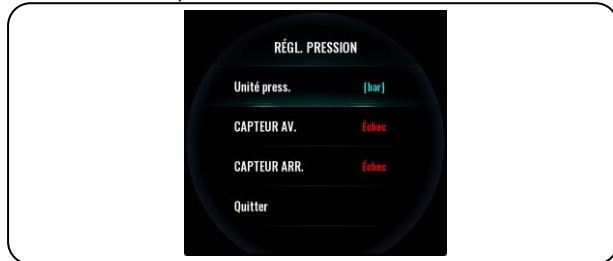 RÉGL. PRESSION
Unité press. [bar]
CAPTEUR AV. Échec
CAPTEUR ARR. Échec
Quitter